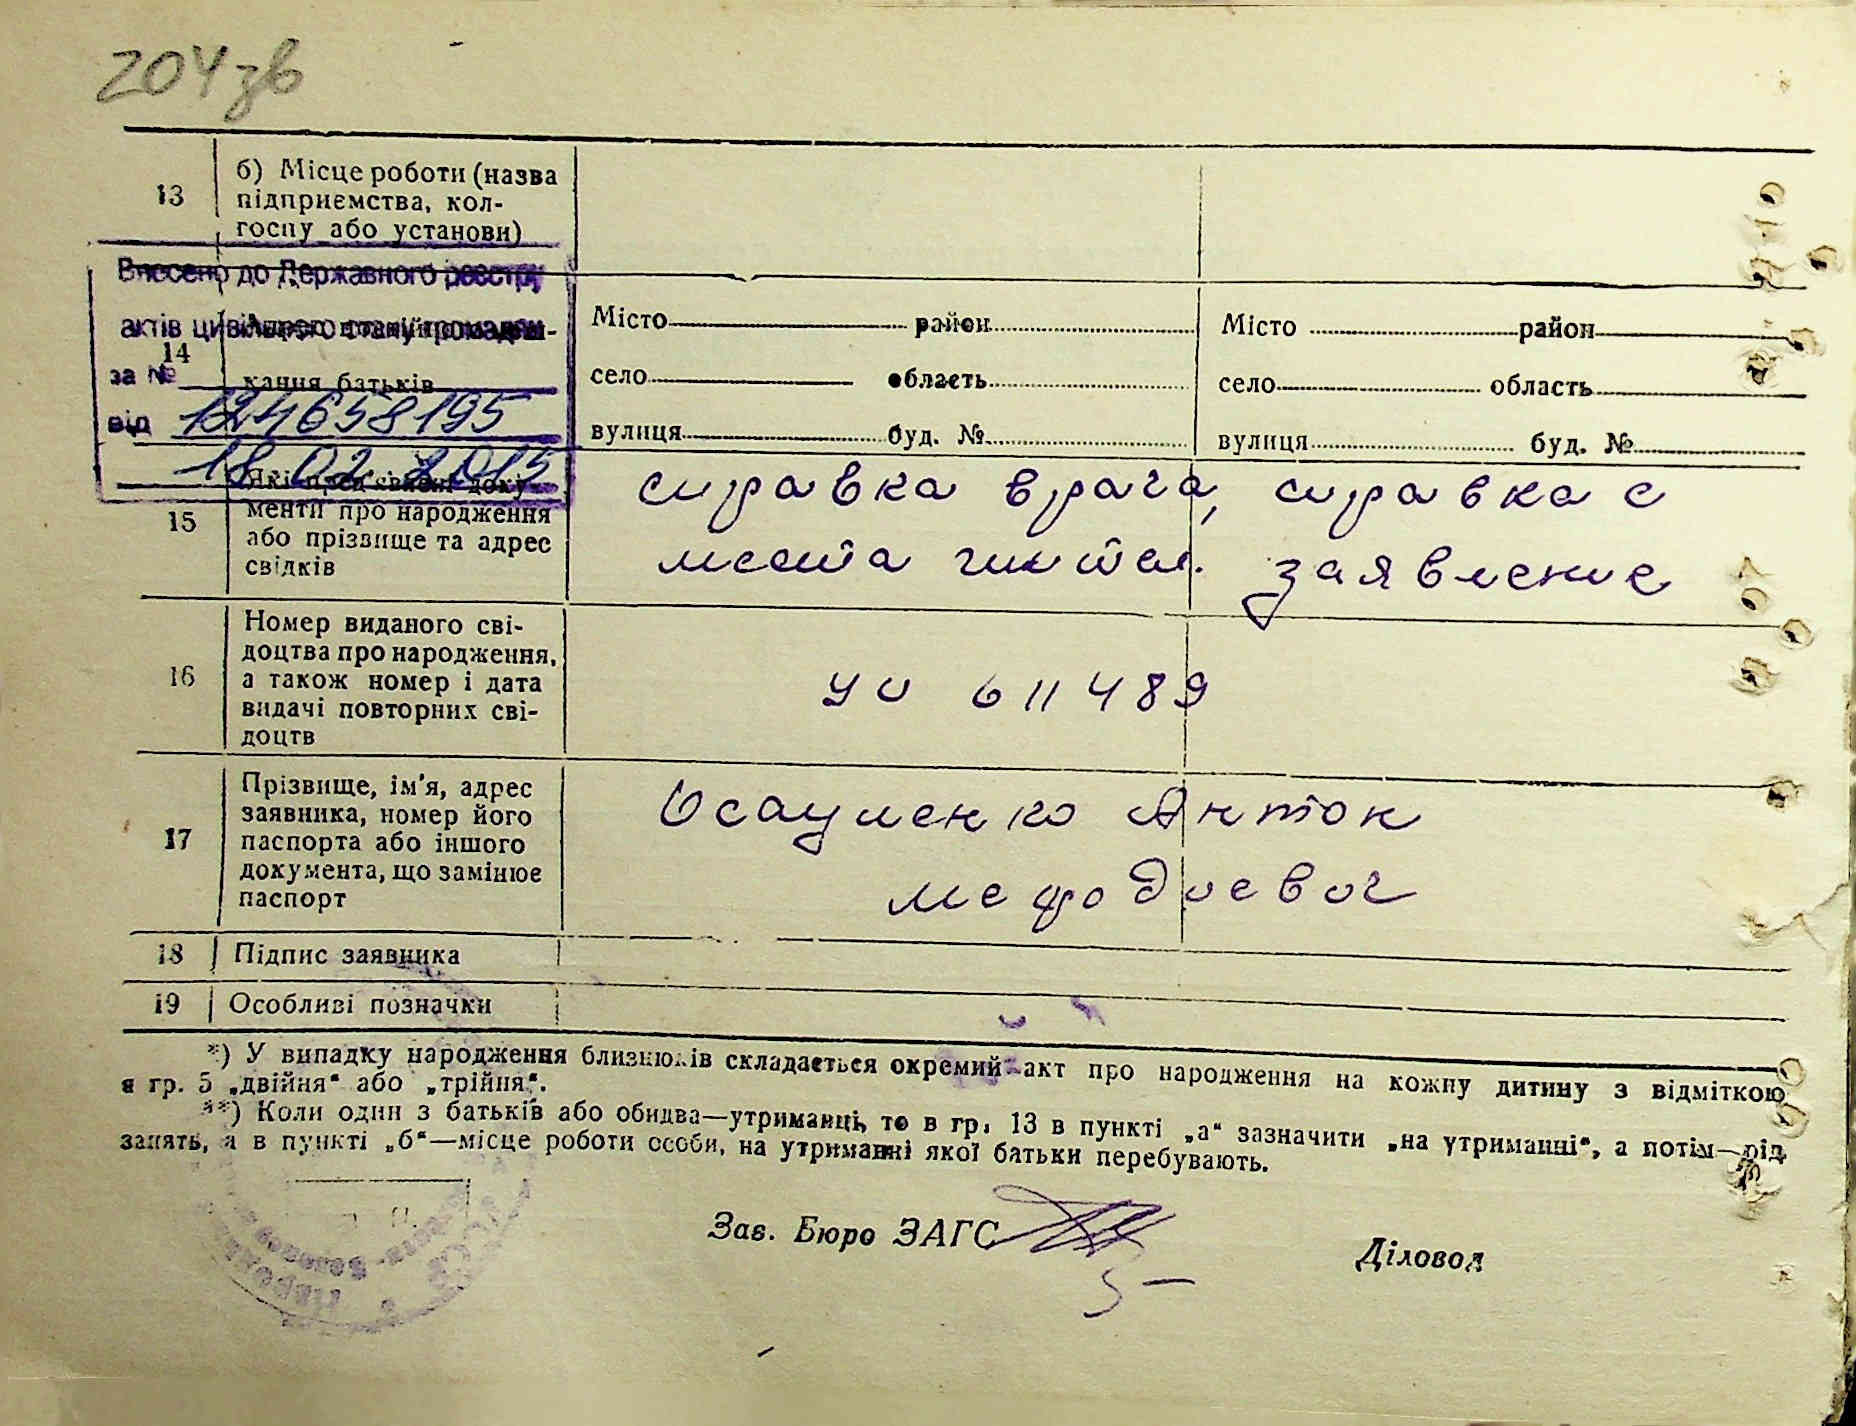 204 зв
13
б) Місце роботи (назва
підприємства, кол-
госпу або установи)
Внесено до Державного реєстру
актів цивільного стану громадян
за №
124658195
від
18.02.2015
14
кання батьків
Місто район
село область
вулиця буд. №
Місто район
село область
вулиця буд. №
15
Які пред'явлені доку-
менти про народження
або прізвище та адрес
свідків
справка врача, справка с
места жител. заявление
16
Номер виданого сві-
доцтва про народження,
а також номер і дата
видачі повторних сві-
доцтв
УО 611489
17
Прізвище, ім'я, адрес
заявника, номер його
паспорта або іншого
документа, що замінює
паспорт
Осауленко Антон
Мефодиевич
18 Підпис заявника
19 Особливі позначки
*) У випадку народження близнюків складається окремий акт про народження на кожну дитину з відміткою
в гр. 5 „двійня“ або „трійня“.
**) Коли один з батьків або обидва—утриманці, то в гр. 13 в пункті „а“ зазначити „на утриманні“, а потім—рід
занять, а в пункті „б“—місце роботи особи, на утриманні якої батьки перебувають.
Зав. Бюро ЗАГС
Діловод